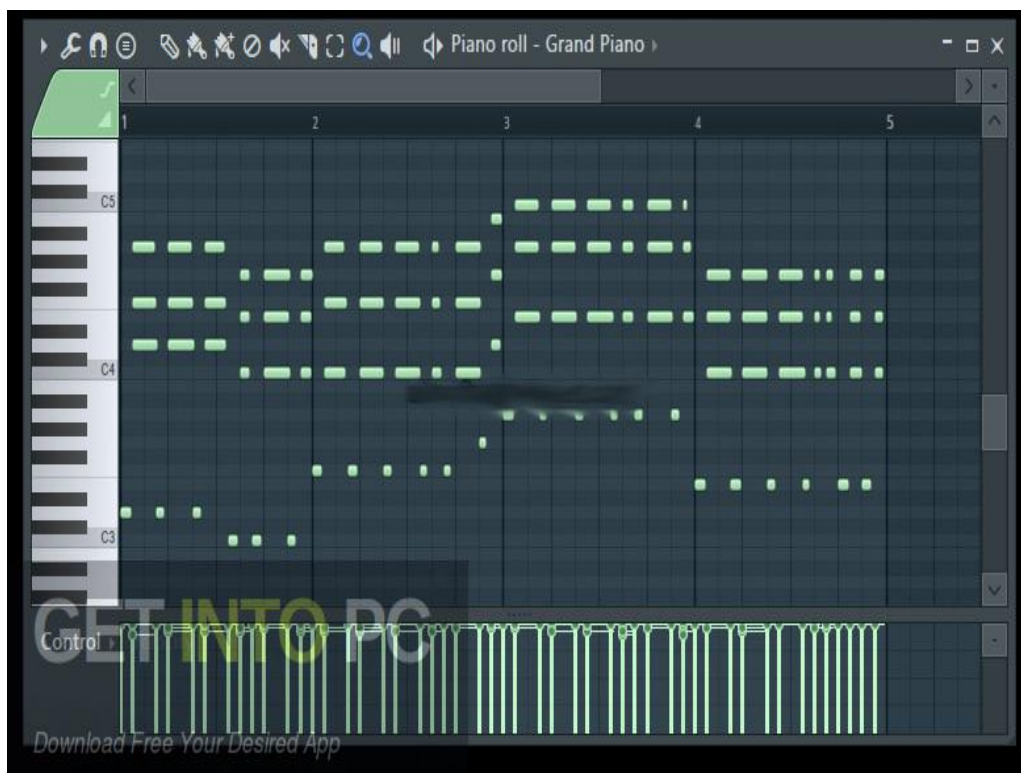 Piano roll - Grand Piano
1 2 3 4 5
C5
C4
C3
GET INTO PC
Control
Download Free Your Desired App